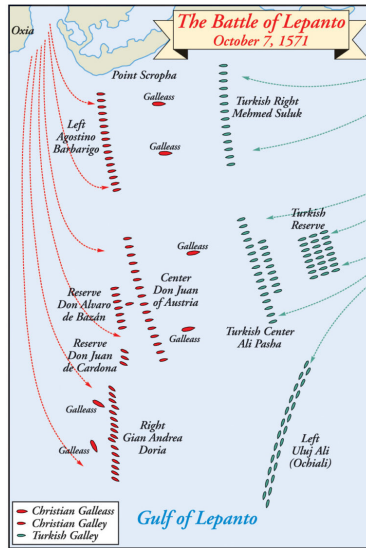 The Battle of Lepanto
October 7, 1571
Oxia
Point Scropha
Galleass
Turkish Right
Mehmed Suluk
Left
Agostino
Barbarigo
Galleass
Turkish
Reserve
Galleass
Center
Don Juan
of Austria
Reserve
Don Alvaro
de Bazán
Turkish Center
Ali Pasha
Galleass
Reserve
Don Juan
de Cardona
Galleass
Right
Gian Andrea
Doria
Galleass
Left
Uluj Ali
(Ochiali)
Christian Galleass
Christian Galley
Turkish Galley
Gulf of Lepanto